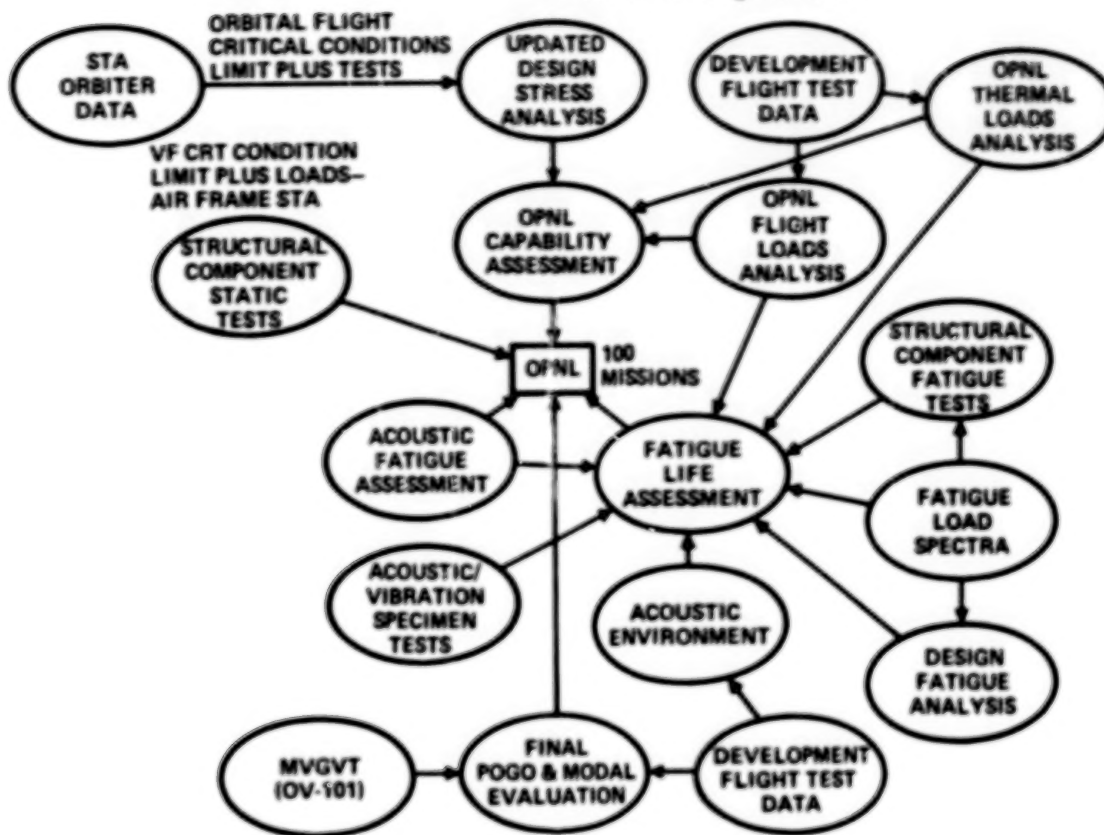 STA
ORBITER
DATA
ORBITAL FLIGHT
CRITICAL CONDITIONS
LIMIT PLUS TESTS
UPDATED
DESIGN
STRESS
ANALYSIS
DEVELOPMENT
FLIGHT TEST
DATA
OPNL
THERMAL
LOADS
ANALYSIS
VF CRT CONDITION
LIMIT PLUS LOADS–
AIR FRAME STA
STRUCTURAL
COMPONENT
STATIC
TESTS
OPNL
CAPABILITY
ASSESSMENT
OPNL
FLIGHT
LOADS
ANALYSIS
OPNL
100
MISSIONS
STRUCTURAL
COMPONENT
FATIGUE
TESTS
ACOUSTIC
FATIGUE
ASSESSMENT
FATIGUE
LIFE
ASSESSMENT
FATIGUE
LOAD
SPECTRA
ACOUSTIC/
VIBRATION
SPECIMEN
TESTS
ACOUSTIC
ENVIRONMENT
DESIGN
FATIGUE
ANALYSIS
MVGVT
(OV-101)
FINAL
POGO & MODAL
EVALUATION
DEVELOPMENT
FLIGHT TEST
DATA